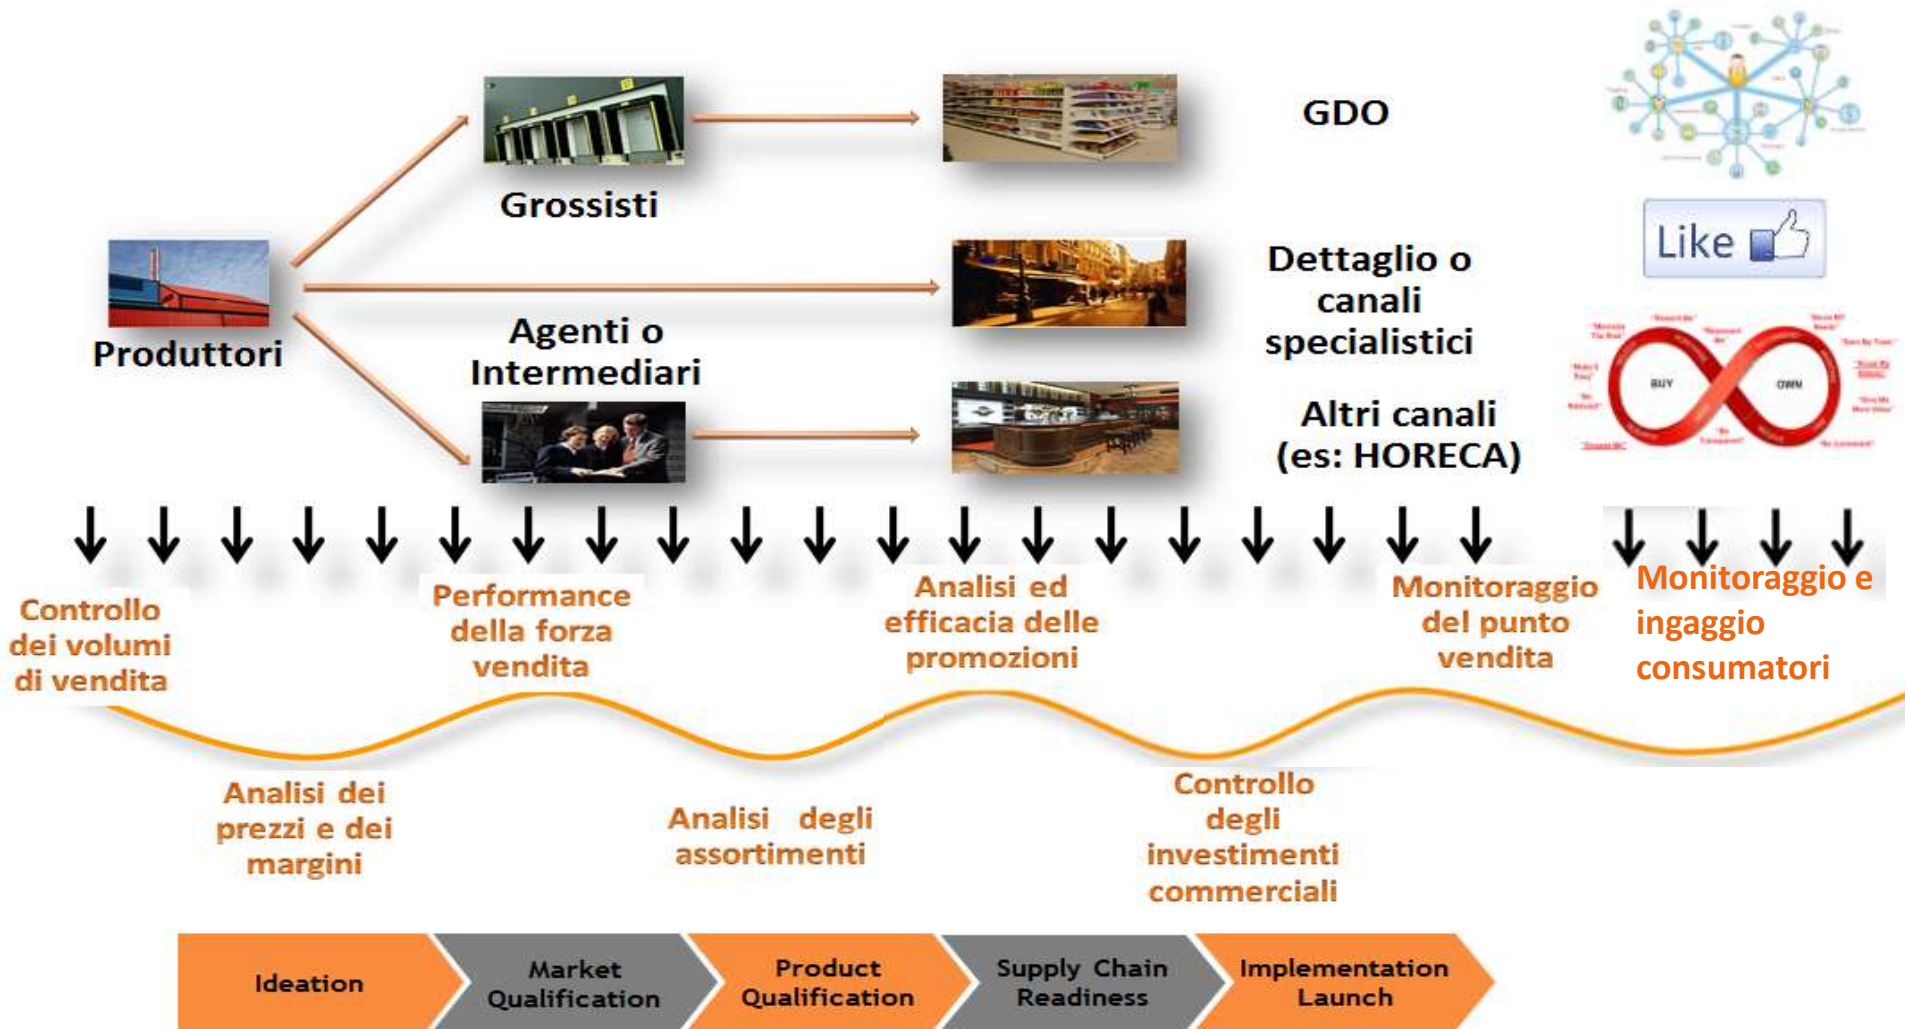 GDO
Grossisti
Like
Produttori
Agenti o
Intermediari
Dettaglio o
canali
specialistici
BUY
OWN
Altri canali
(es: HORECA)
Controllo
dei volumi
di vendita
Performance
della forza
vendita
Analisi ed
efficacia delle
promozioni
Monitoraggio
del punto
vendita
Monitoraggio e
ingaggio
consumatori
Analisi dei
prezzi e dei
margini
Analisi degli
assortimenti
Controllo
degli
investimenti
commerciali
Ideation
Market
Qualification
Product
Qualification
Supply Chain
Readiness
Implementation
Launch